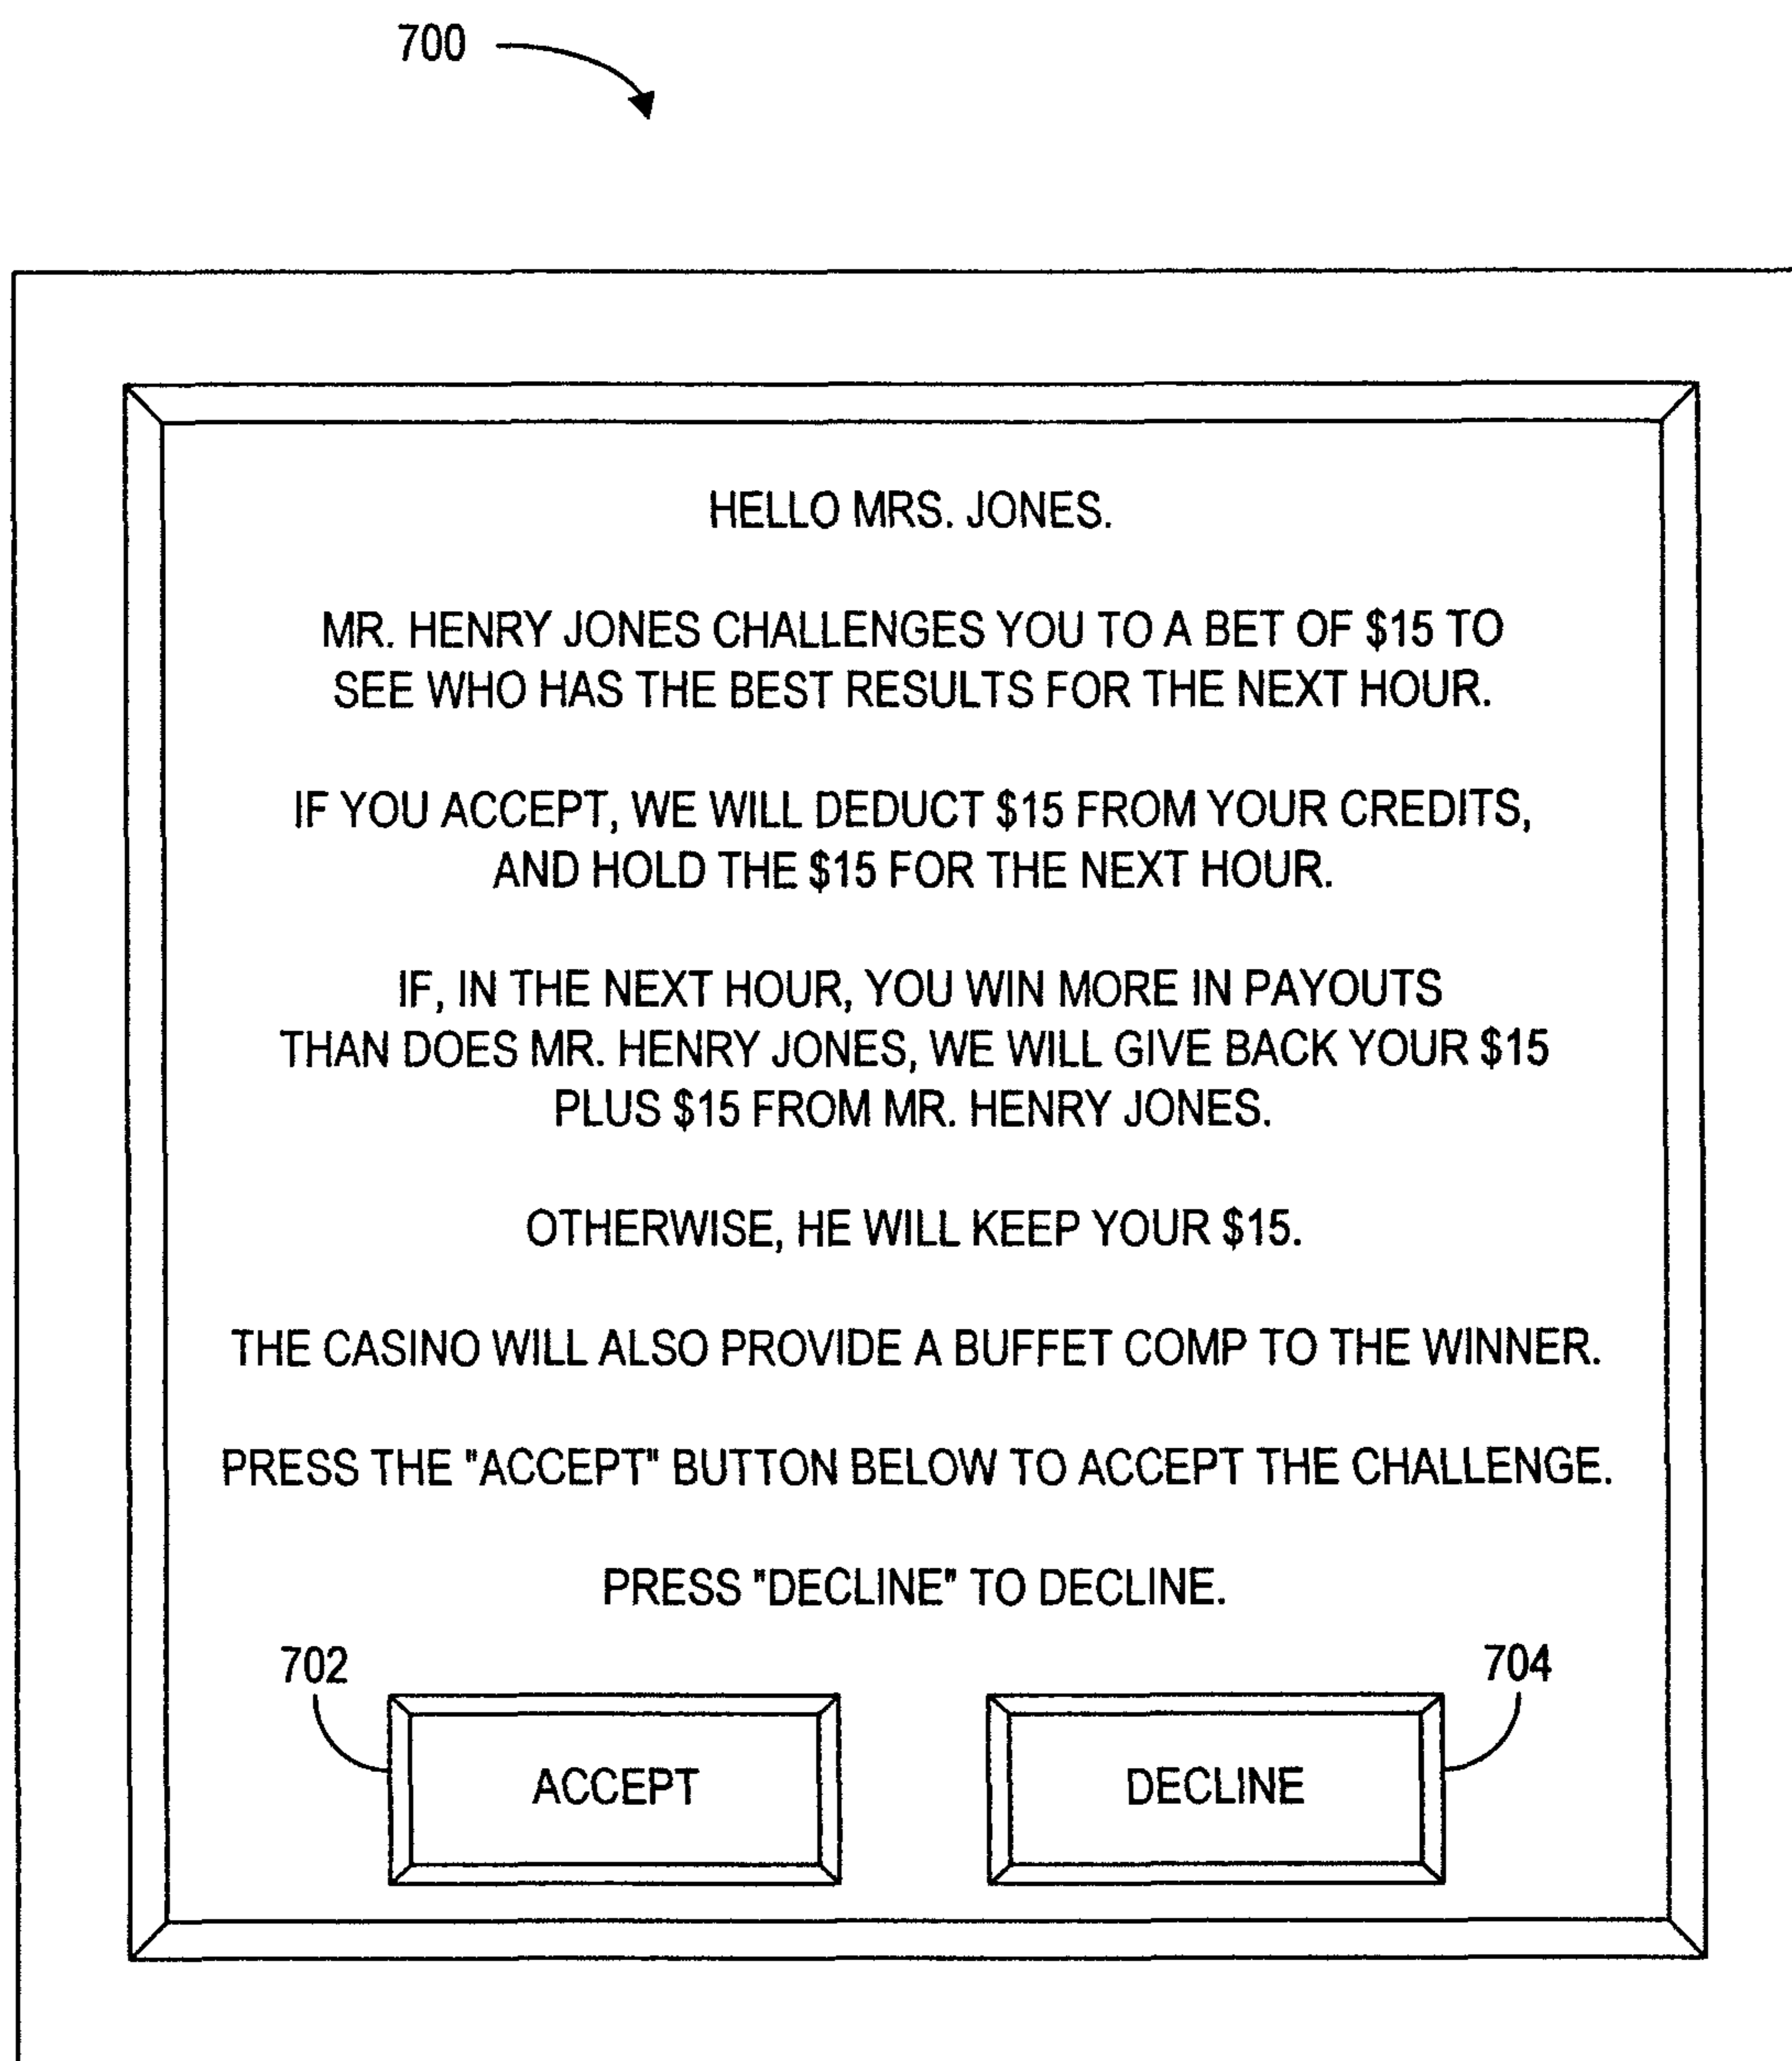 700
HELLO MRS. JONES.
MR. HENRY JONES CHALLENGES YOU TO A BET OF $15 TO
SEE WHO HAS THE BEST RESULTS FOR THE NEXT HOUR.
IF YOU ACCEPT, WE WILL DEDUCT $15 FROM YOUR CREDITS,
AND HOLD THE $15 FOR THE NEXT HOUR.
IF, IN THE NEXT HOUR, YOU WIN MORE IN PAYOUTS
THAN DOES MR. HENRY JONES, WE WILL GIVE BACK YOUR $15
PLUS $15 FROM MR. HENRY JONES.
OTHERWISE, HE WILL KEEP YOUR $15.
THE CASINO WILL ALSO PROVIDE A BUFFET COMP TO THE WINNER.
PRESS THE "ACCEPT" BUTTON BELOW TO ACCEPT THE CHALLENGE.
PRESS "DECLINE" TO DECLINE.
702
704
ACCEPT
DECLINE